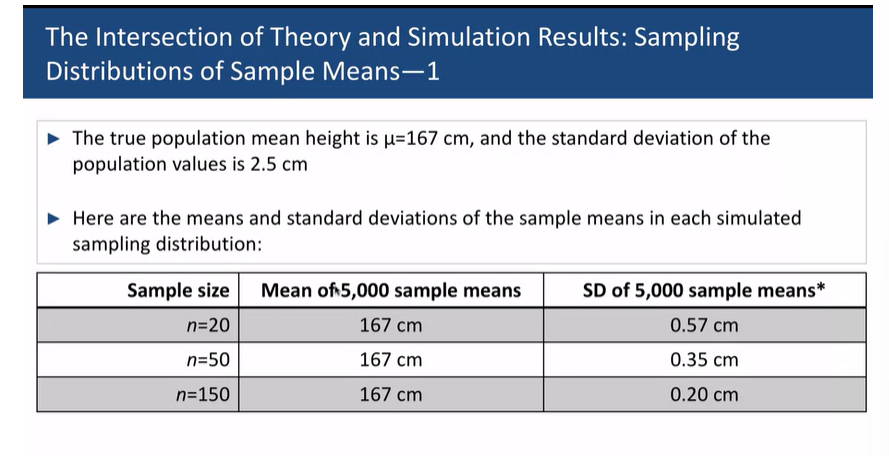 The Intersection of Theory and Simulation Results: Sampling
Distributions of Sample Means—1
► The true population mean height is µ=167 cm, and the standard deviation of the
population values is 2.5 cm
► Here are the means and standard deviations of the sample means in each simulated
sampling distribution:
Sample size Mean of 5,000 sample means SD of 5,000 sample means*
n=20 167 cm 0.57 cm
n=50 167 cm 0.35 cm
n=150 167 cm 0.20 cm